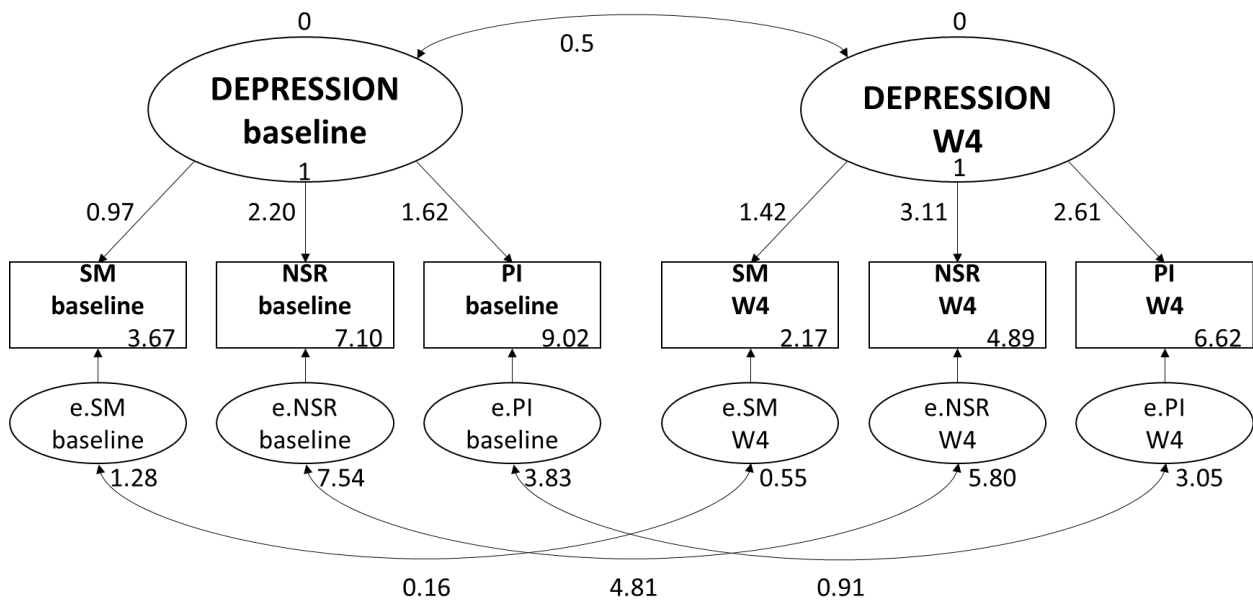 0 0
0.5
DEPRESSION
baseline
1
DEPRESSION
W4
1
0.97 2.20 1.62 1.42 3.11 2.61
SM
baseline
3.67
NSR
baseline
7.10
PI
baseline
9.02
SM
W4
2.17
NSR
W4
4.89
PI
W4
6.62
e.SM
baseline
1.28
e.NSR
baseline
7.54
e.PI
baseline
3.83
e.SM
W4
0.55
e.NSR
W4
5.80
e.PI
W4
3.05
0.16 4.81 0.91